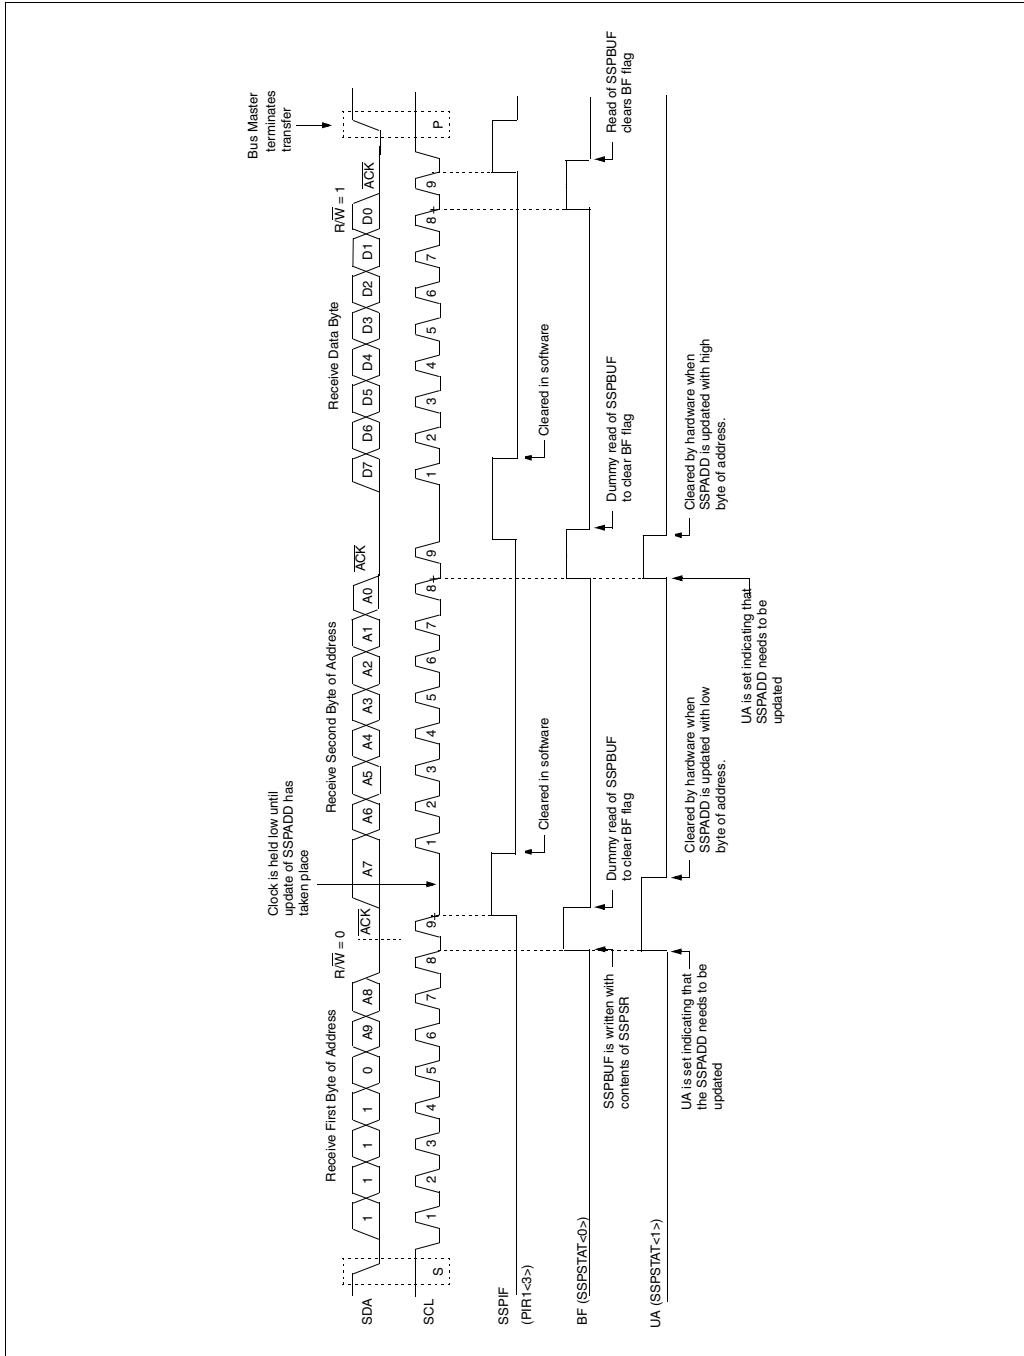 Bus Master
terminates
transfer
Clock is held low until
update of SSPADD has
taken place
Receive First Byte of Address
R/W = 0
Receive Second Byte of Address
Receive Data Byte
R/W = 1
SDA
1 1 1 1 0 A9 A8 ACK A7 A6 A5 A4 A3 A2 A1 A0 ACK D7 D6 D5 D4 D3 D2 D1 D0 ACK
SCL
S 1 2 3 4 5 6 7 8 9 1 2 3 4 5 6 7 8 9 1 2 3 4 5 6 7 8 9 P
SSPIF
(PIR1<3>)
Cleared in software
Cleared in software
BF (SSPSTAT<0>)
SSPBUF is written with
contents of SSPSR
Dummy read of SSPBUF
to clear BF flag
Dummy read of SSPBUF
to clear BF flag
Read of SSPBUF
clears BF flag
UA (SSPSTAT<1>)
UA is set indicating that
the SSPADD needs to be
updated
Cleared by hardware when
SSPADD is updated with low
byte of address.
UA is set indicating that
SSPADD needs to be
updated
Cleared by hardware when
SSPADD is updated with high
byte of address.